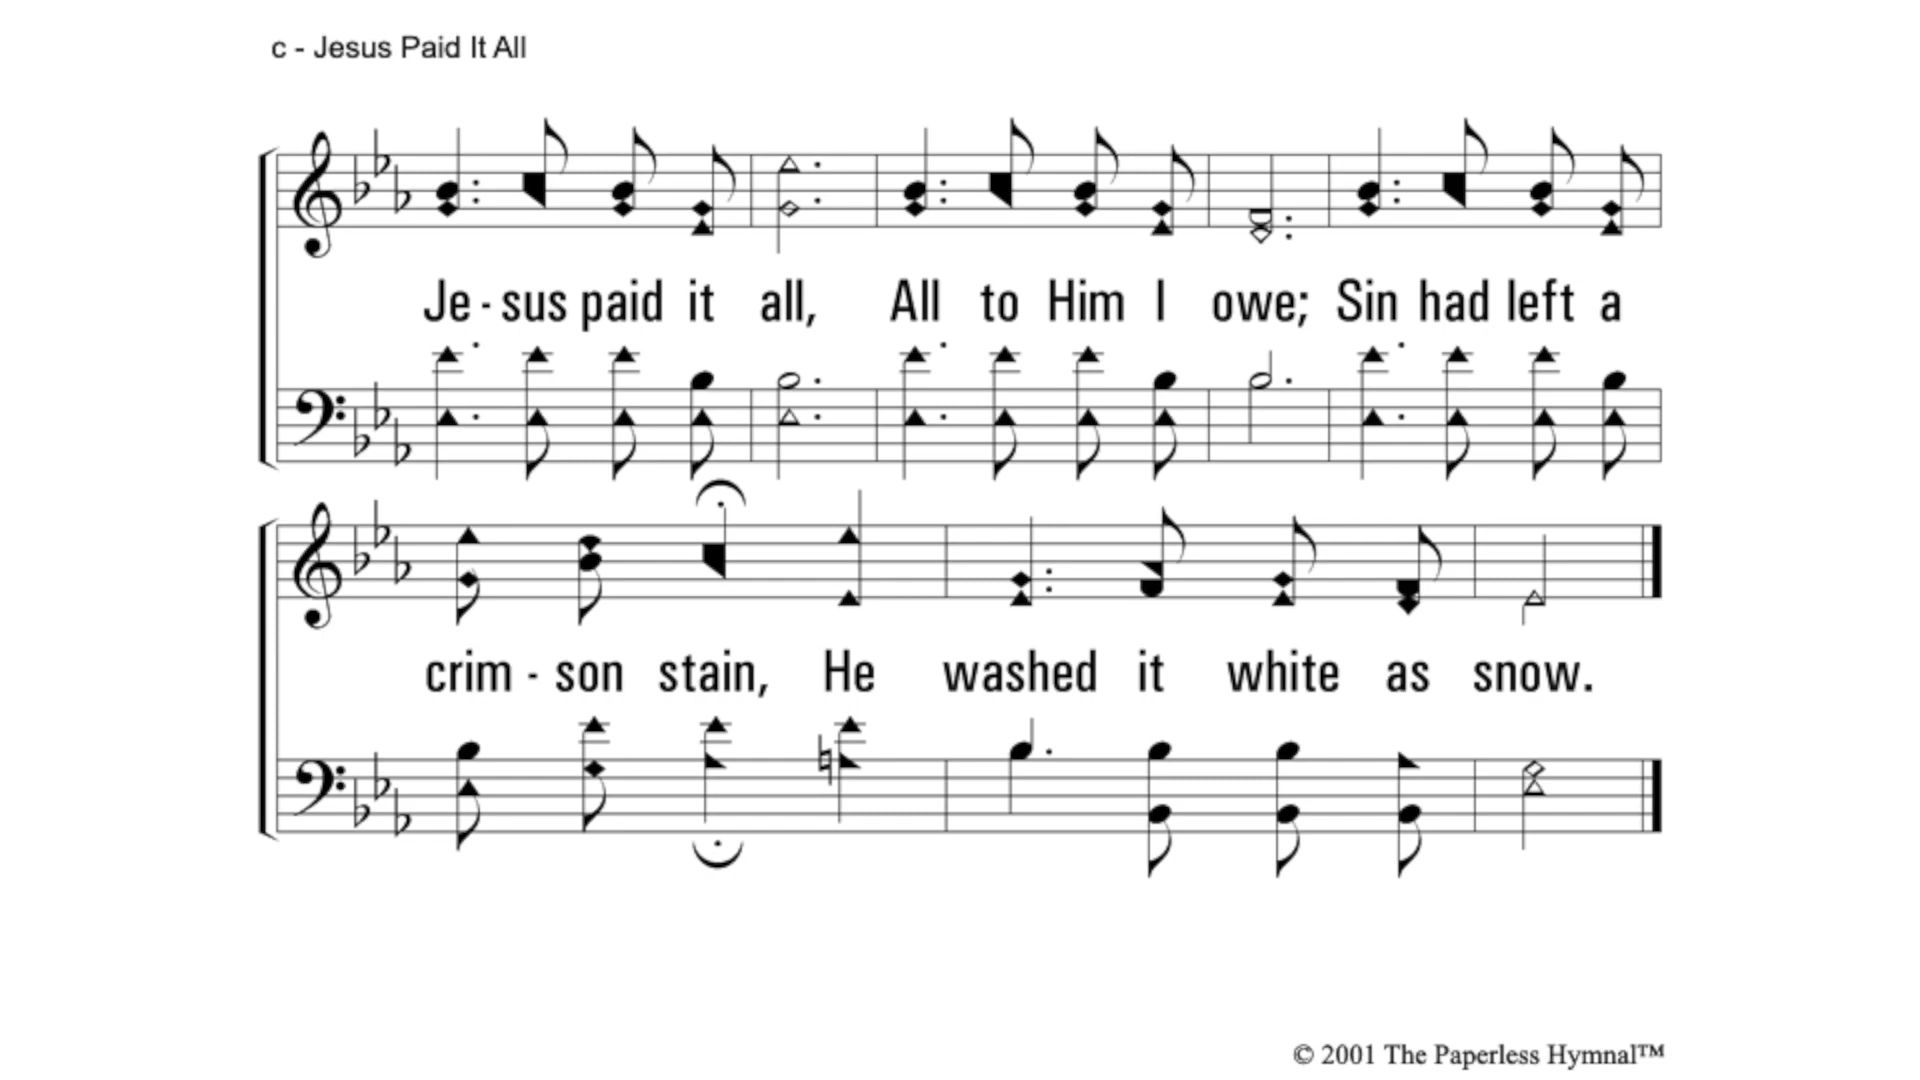 c - Jesus Paid It All
Je - sus paid it all, All to Him I owe; Sin had left a
crim - son stain, He washed it white as snow.
© 2001 The Paperless Hymnal™